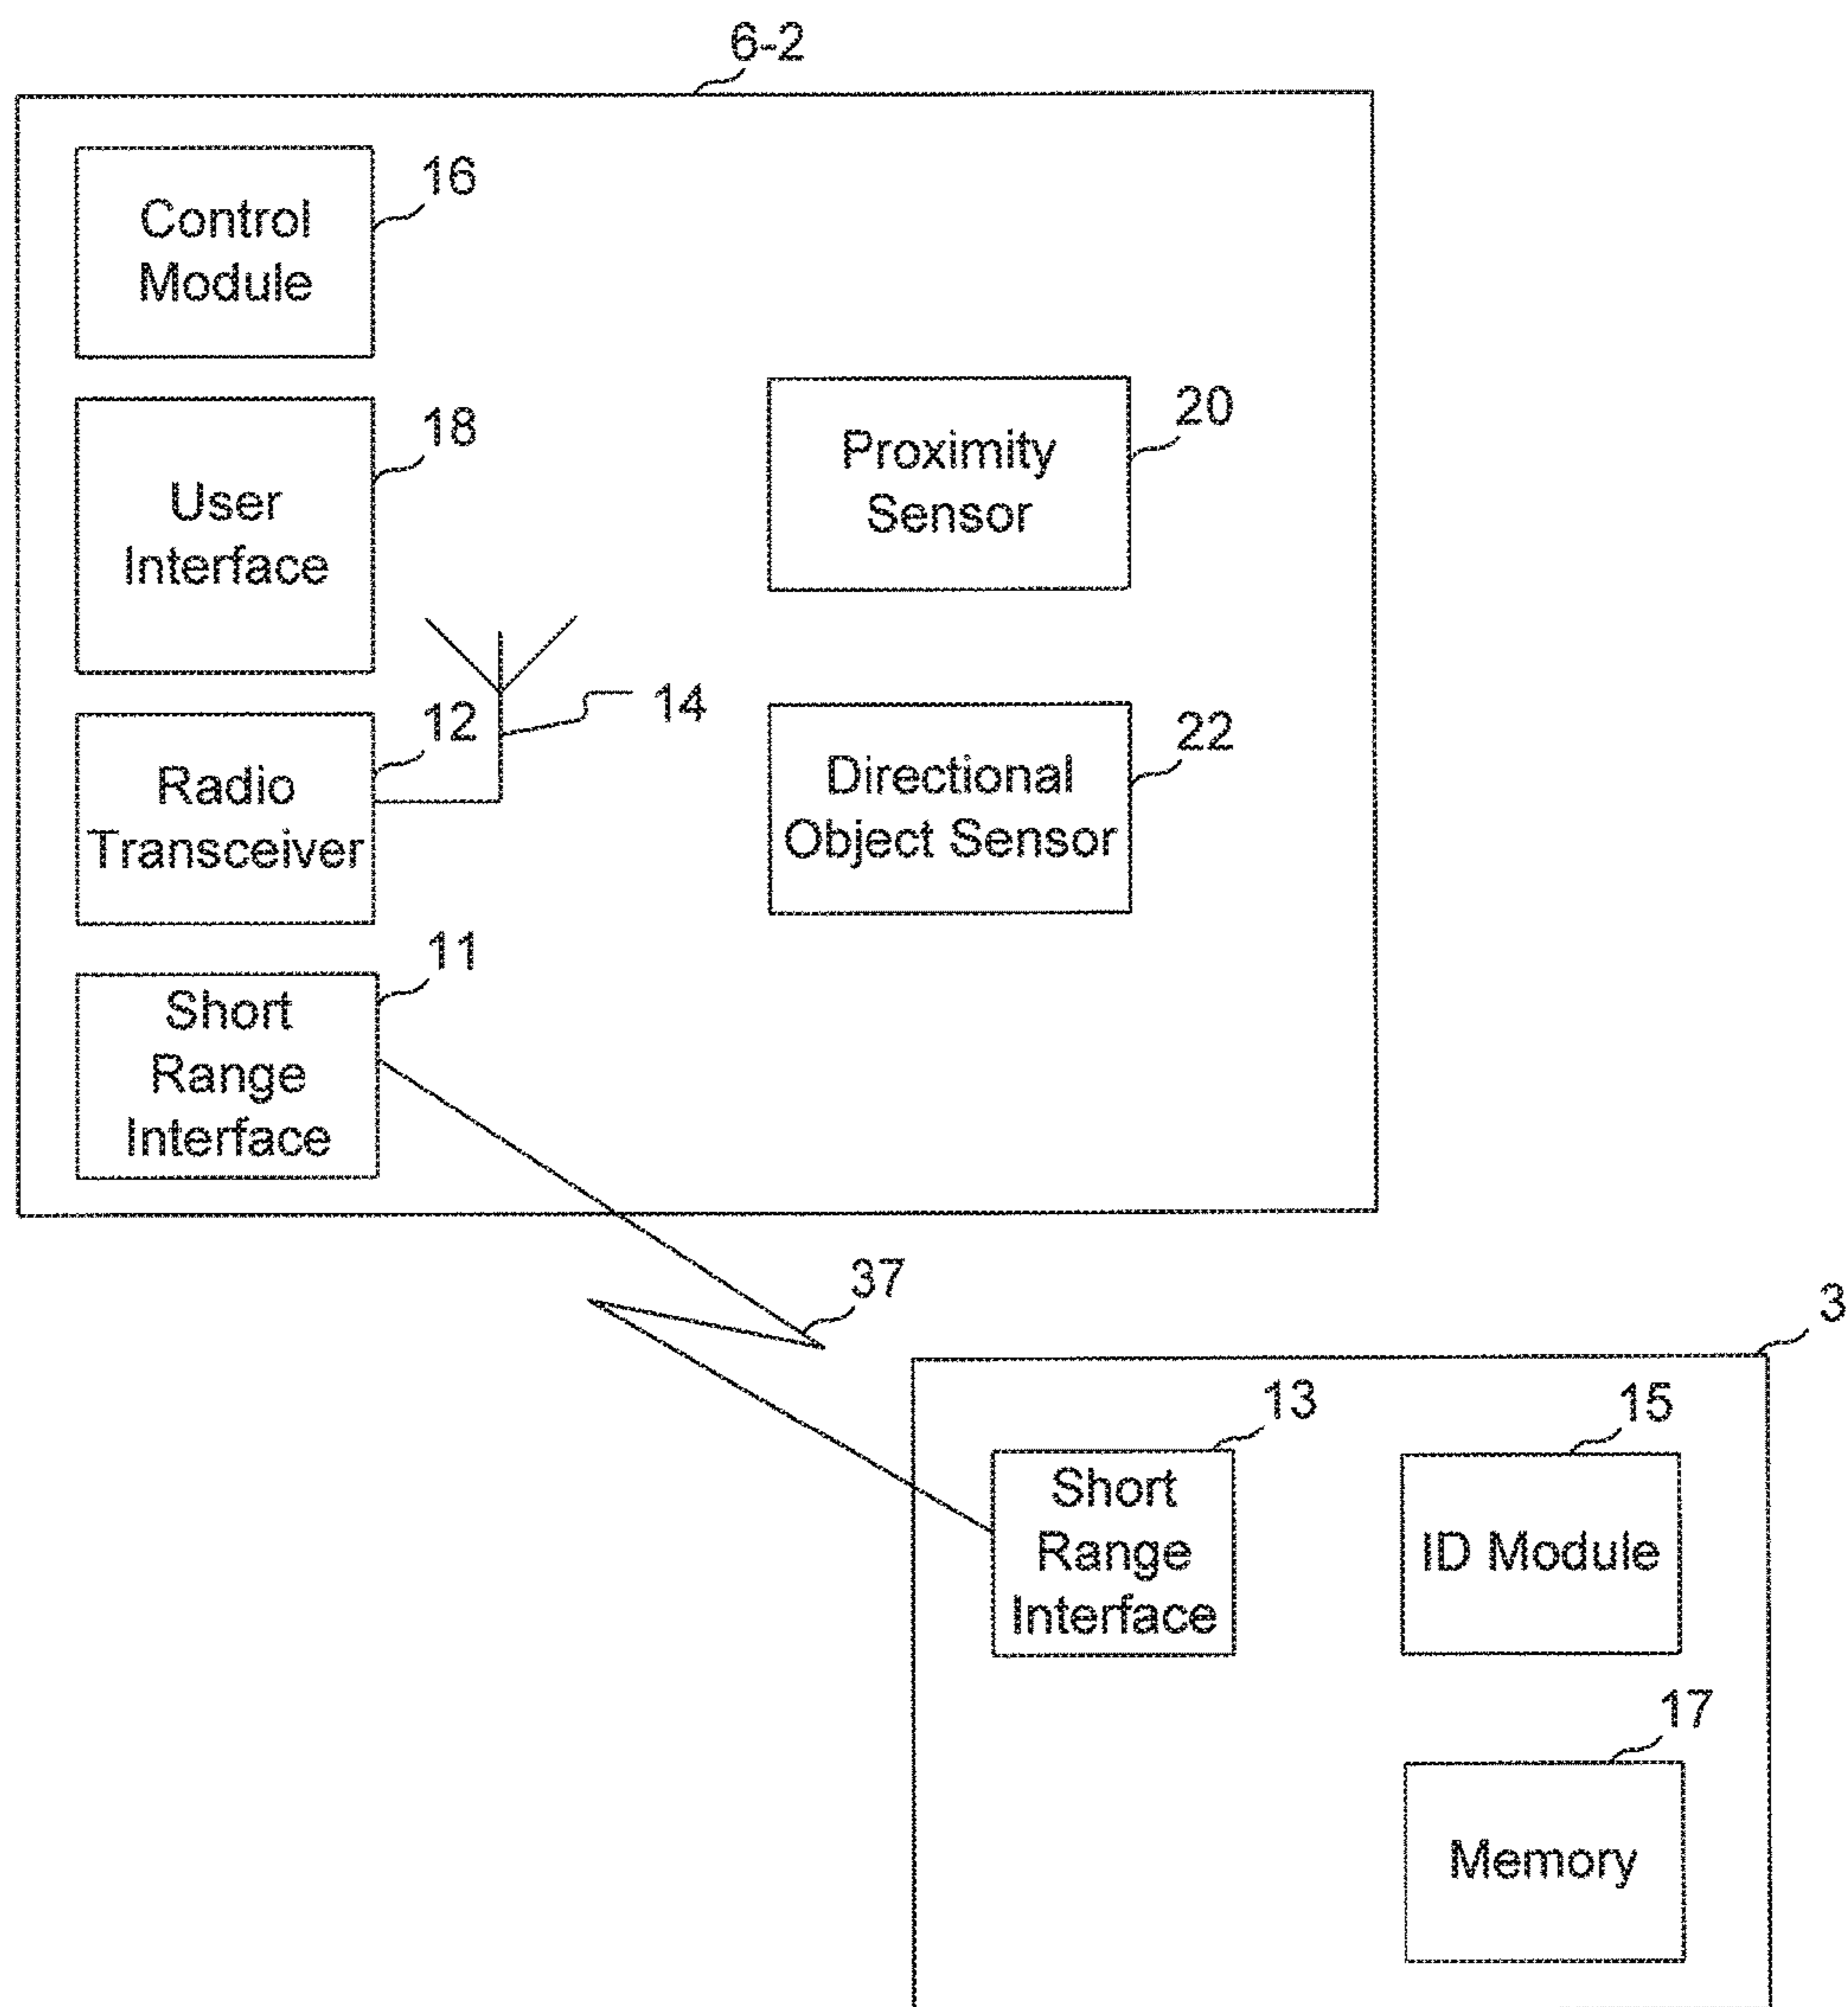 6-2
Control
Module
16
User
Interface
18
Proximity
Sensor
20
Radio
Transceiver
12
14
Directional
Object Sensor
22
Short
Range
Interface
11
37
3
Short
Range
Interface
13
ID Module
15
Memory
17